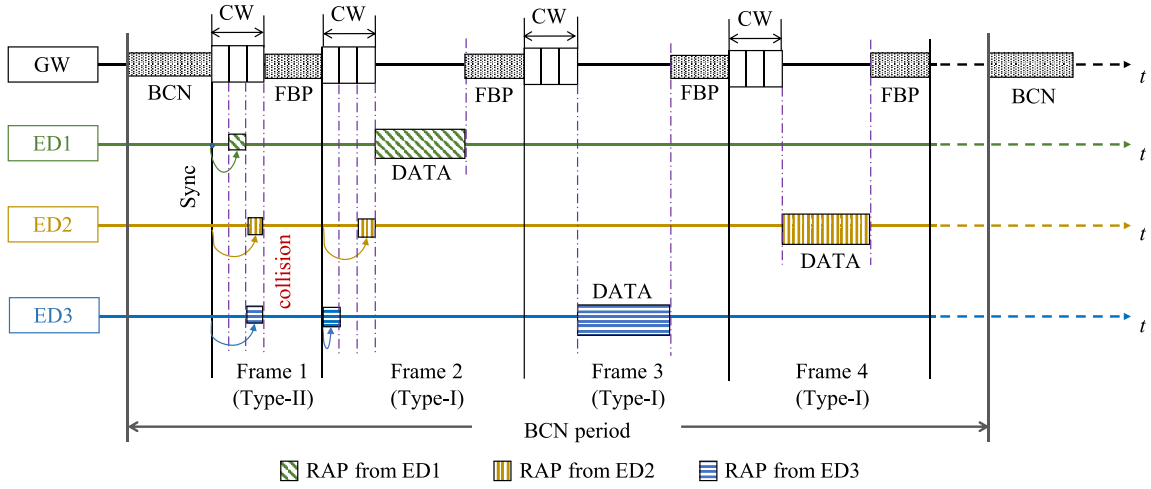 CW
CW
CW
CW
GW
BCN
FBP
FBP
FBP
FBP
BCN
t
ED1
DATA
t
Sync
ED2
collision
DATA
t
ED3
DATA
t
Frame 1
(Type-II)
Frame 2
(Type-I)
Frame 3
(Type-I)
Frame 4
(Type-I)
BCN period
RAP from ED1
RAP from ED2
RAP from ED3